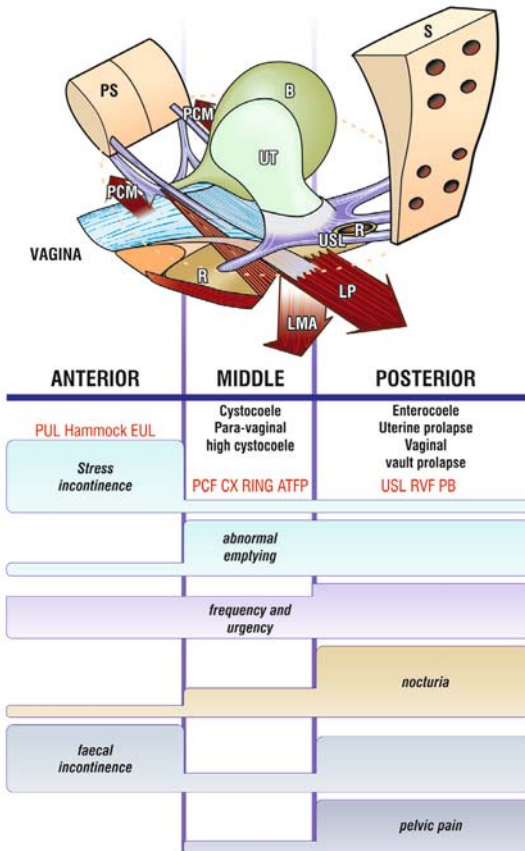 S
PS
B
PCM
UT
PCM
R
USL
VAGINA
R
LP
LMA
ANTERIOR MIDDLE POSTERIOR
Cystocoele
Para-vaginal
high cystocoele
Enterocoele
Uterine prolapse
Vaginal
vault prolapse
PUL Hammock EUL
Stress
incontinence
PCF CX RING ATFP
USL RVF PB
abnormal
emptying
frequency and
urgency
nocturia
faecal
incontinence
pelvic pain